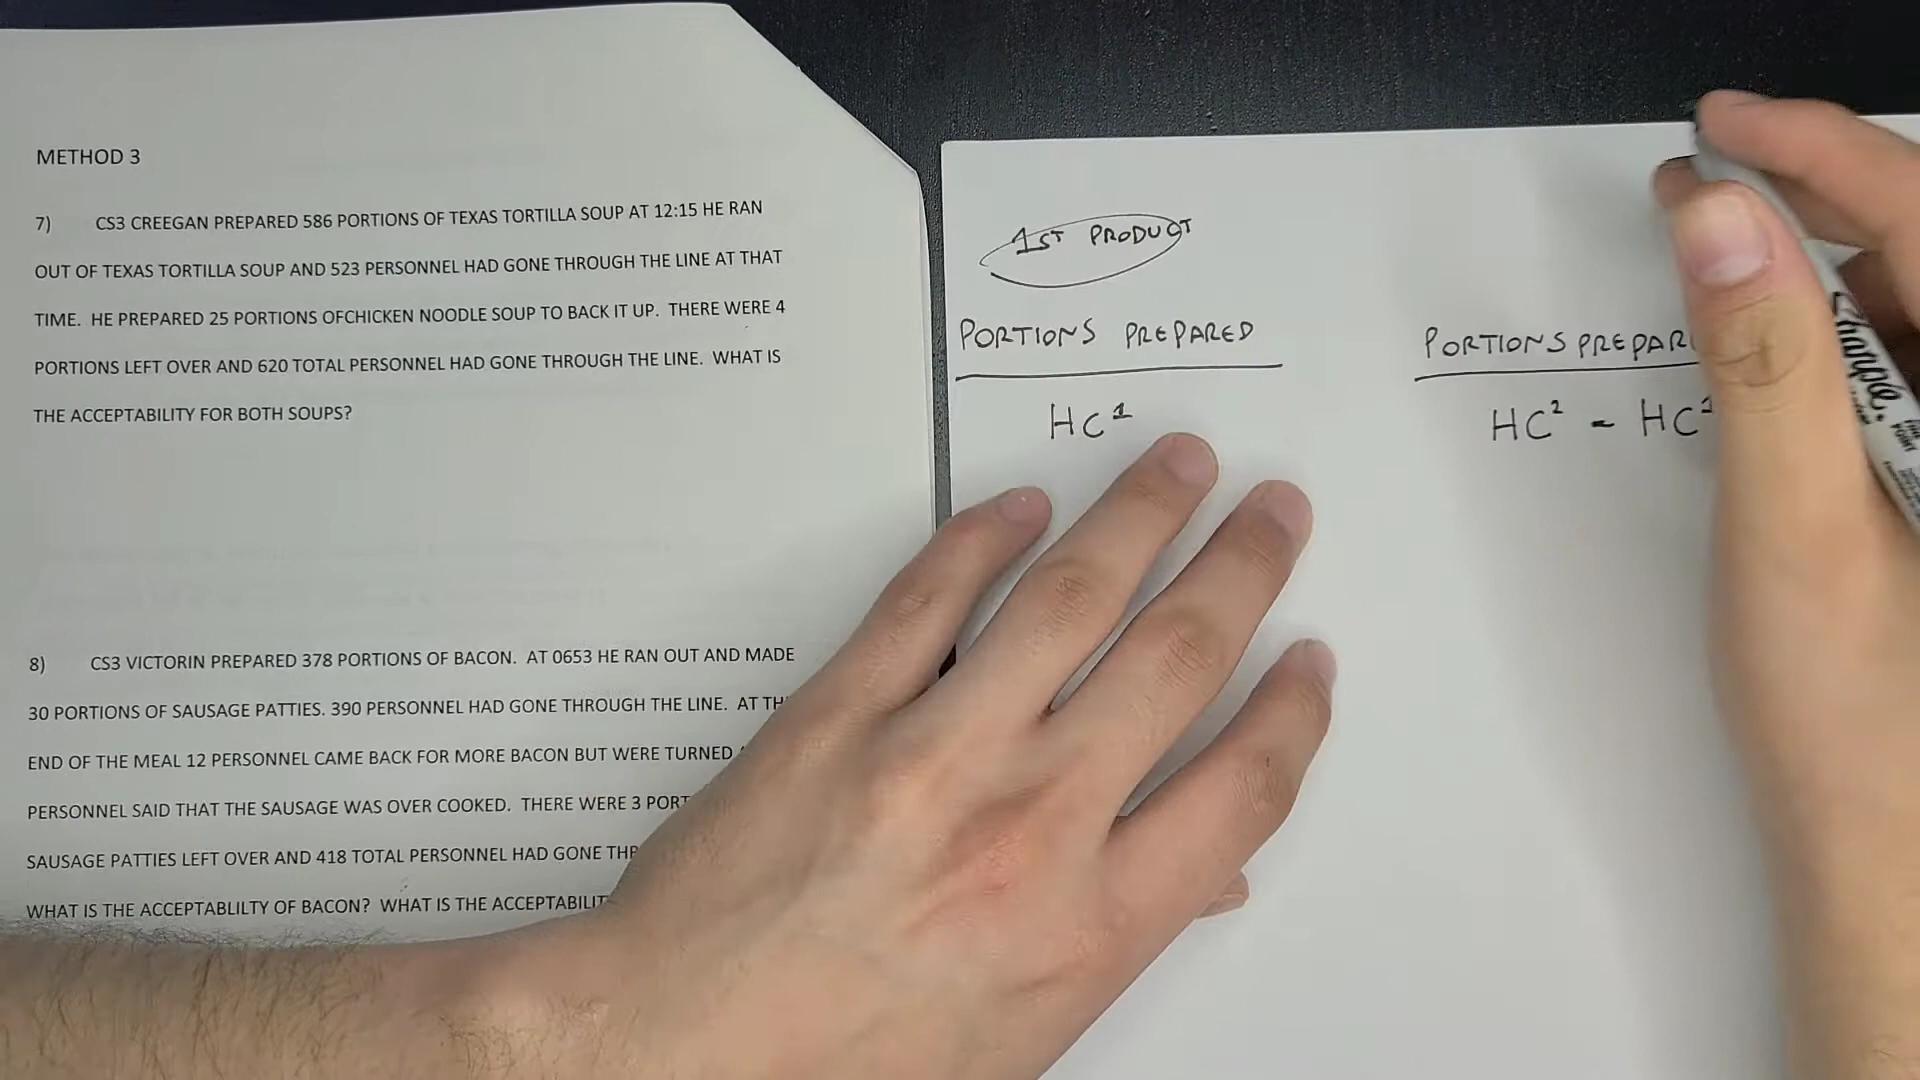 METHOD 3
7) CS3 CREEGAN PREPARED 586 PORTIONS OF TEXAS TORTILLA SOUP AT 12:15 HE RAN
OUT OF TEXAS TORTILLA SOUP AND 523 PERSONNEL HAD GONE THROUGH THE LINE AT THAT
TIME. HE PREPARED 25 PORTIONS OFCHICKEN NOODLE SOUP TO BACK IT UP. THERE WERE 4
PORTIONS LEFT OVER AND 620 TOTAL PERSONNEL HAD GONE THROUGH THE LINE. WHAT IS
THE ACCEPTABILITY FOR BOTH SOUPS?
8) CS3 VICTORIN PREPARED 378 PORTIONS OF BACON. AT 0653 HE RAN OUT AND MADE
30 PORTIONS OF SAUSAGE PATTIES. 390 PERSONNEL HAD GONE THROUGH THE LINE. AT
END OF THE MEAL 12 PERSONNEL CAME BACK FOR MORE BACON BUT WERE TURNED
PERSONNEL SAID THAT THE SAUSAGE WAS OVER COOKED. THERE WERE 3
SAUSAGE PATTIES LEFT OVER AND 418 TOTAL PERSONNEL HAD GONE
WHAT IS THE ACCEPTABLILTY OF BACON? WHAT IS THE
1ST PRODUCT
PORTIONS PREPARED
HC¹
PORTIONS
HC² - HC¹
Sharpie.